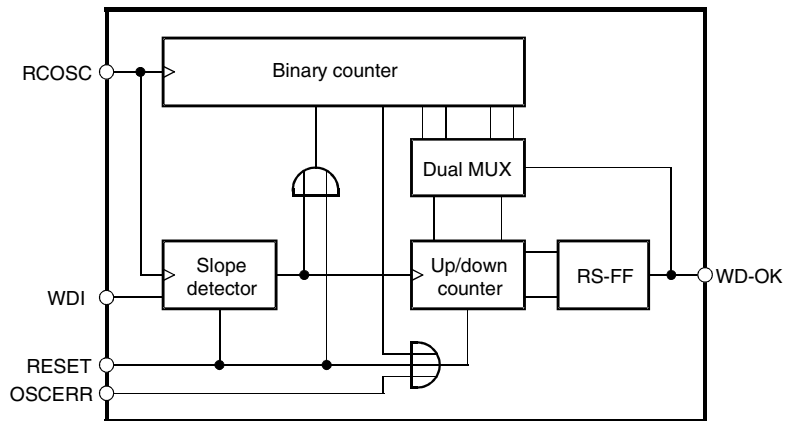 RCOSC
Binary counter
Dual MUX
Slope
detector
Up/down
counter
RS-FF
WD-OK
WDI
RESET
OSCERR